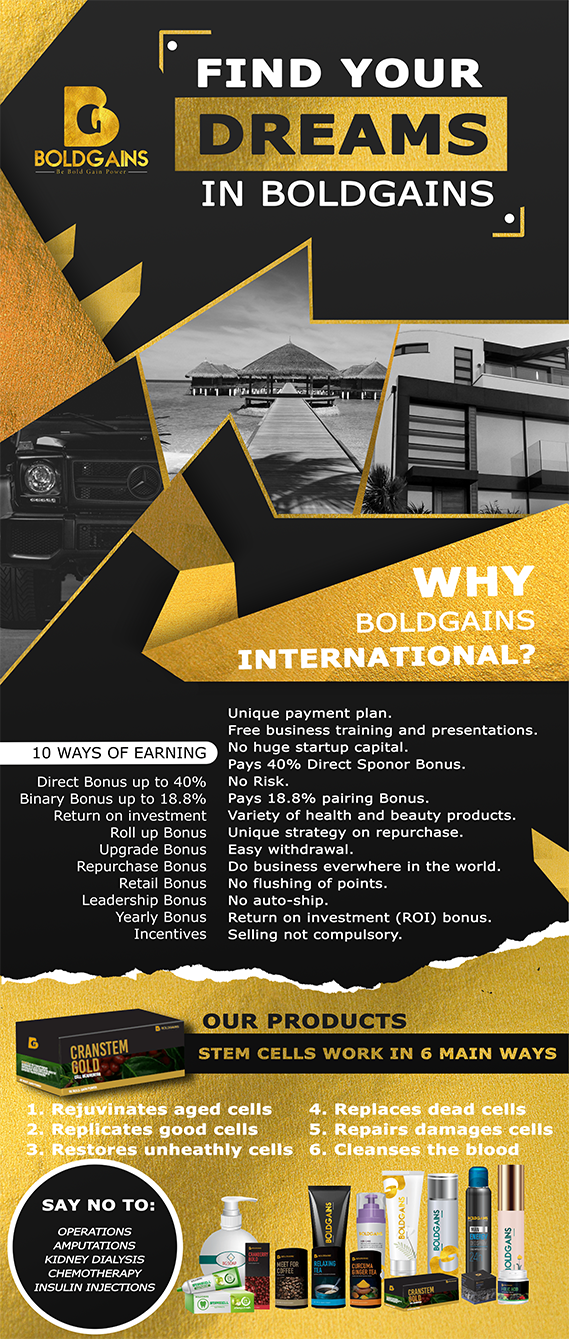 BOLDGAINS
Be Bold Gain Power
FIND YOUR
DREAMS
IN BOLDGAINS
WHY
BOLDGAINS
INTERNATIONAL?
10 WAYS OF EARNING
Direct Bonus up to 40%
Binary Bonus up to 18.8%
Return on investment
Roll up Bonus
Upgrade Bonus
Repurchase Bonus
Retail Bonus
Leadership Bonus
Yearly Bonus
Incentives
Unique payment plan.
Free business training and presentations.
No huge startup capital.
Pays 40% Direct Sponor Bonus.
No Risk.
Pays 18.8% pairing Bonus.
Variety of health and beauty products.
Unique strategy on repurchase.
Easy withdrawal.
Do business everwhere in the world.
No flushing of points.
No auto-ship.
Return on investment (ROI) bonus.
Selling not compulsory.
OUR PRODUCTS
STEM CELLS WORK IN 6 MAIN WAYS
CRANSTEM
GOLD
1. Rejuvinates aged cells
2. Replicates good cells
3. Restores unheathly cells
4. Replaces dead cells
5. Repairs damages cells
6. Cleanses the blood
SAY NO TO:
OPERATIONS
AMPUTATIONS
KIDNEY DIALYSIS
CHEMOTHERAPY
INSULIN INJECTIONS
BOLDGAINS
MEET FOR
COFFEE
RELAXING
TEA
CURCUMA
GINGER TEA
BOLDGAINS
BOLDGAINS
CRANSTEM
GOLD
BOLDGAINS